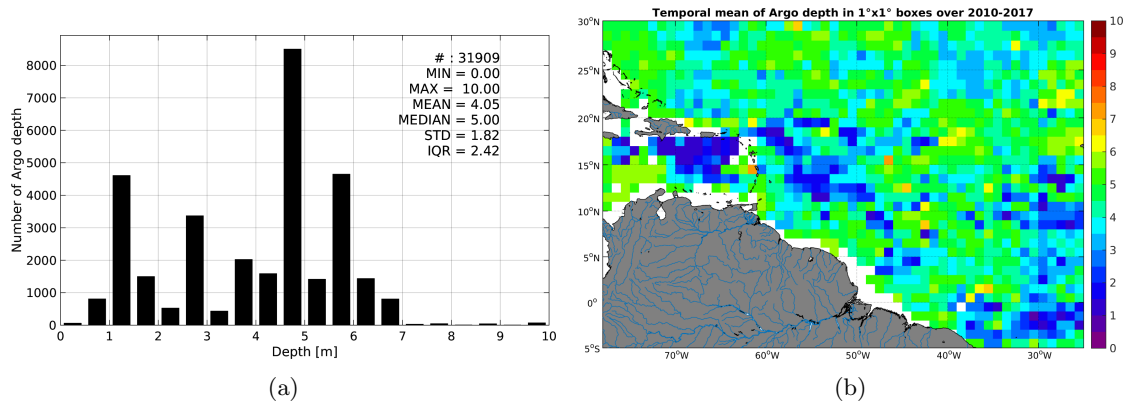 8000
7000
6000
5000
4000
3000
2000
1000
0
Number of Argo depth
# : 31909
MIN = 0.00
MAX = 10.00
MEAN = 4.05
MEDIAN = 5.00
STD = 1.82
IQR = 2.42
0 1 2 3 4 5 6 7 8 9 10
Depth [m]
(a)
Temporal mean of Argo depth in 1°x1° boxes over 2010-2017
30°N
25°N
20°N
15°N
10°N
5°N
0°
5°S
70°W 60°W 50°W 40°W 30°W
10
9
8
7
6
5
4
3
2
1
0
(b)